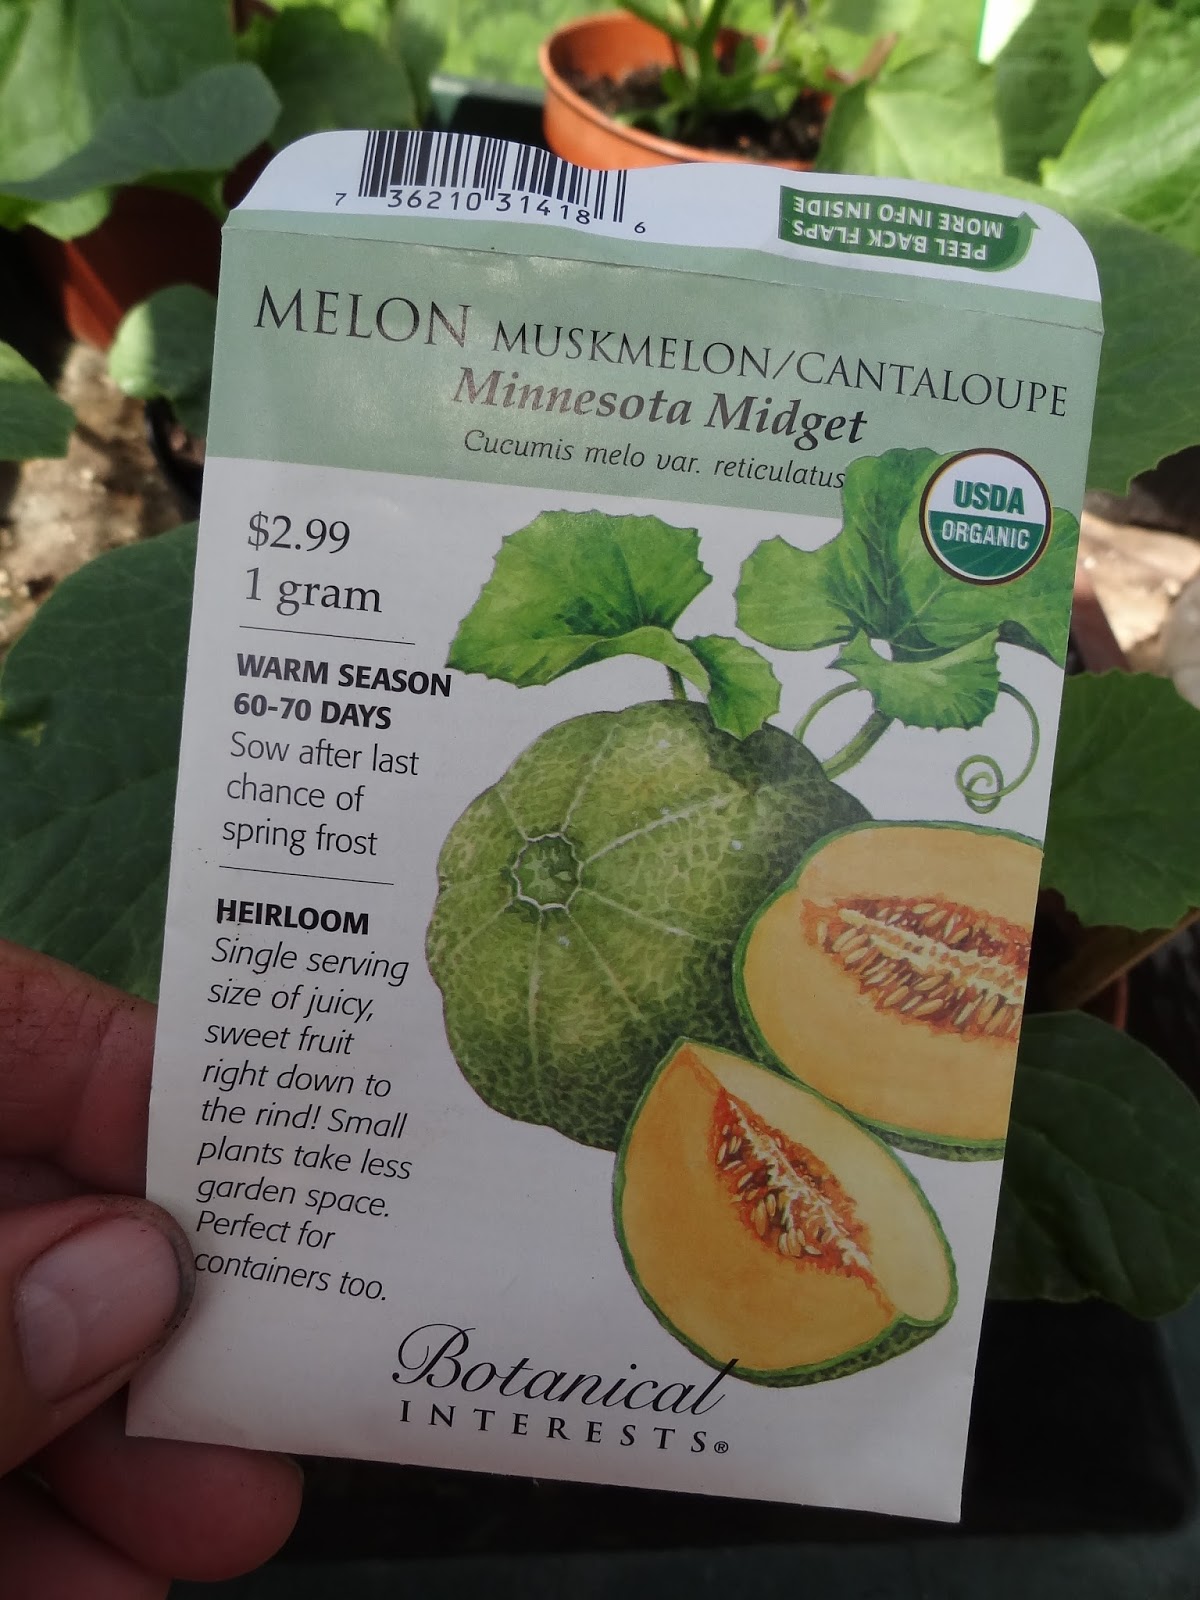 7 36210 31418 6
PEEL BACK FLAPS
MORE INFO INSIDE
MELON MUSKMELON/CANTALOUPE
Minnesota Midget
Cucumis melo var. reticulatus
USDA
ORGANIC
$2.99
1 gram
WARM SEASON
60-70 DAYS
Sow after last
chance of
spring frost
HEIRLOOM
Single serving
size of juicy,
sweet fruit
right down to
the rind! Small
plants take less
garden space.
Perfect for
containers too.
Botanical
INTERESTS®